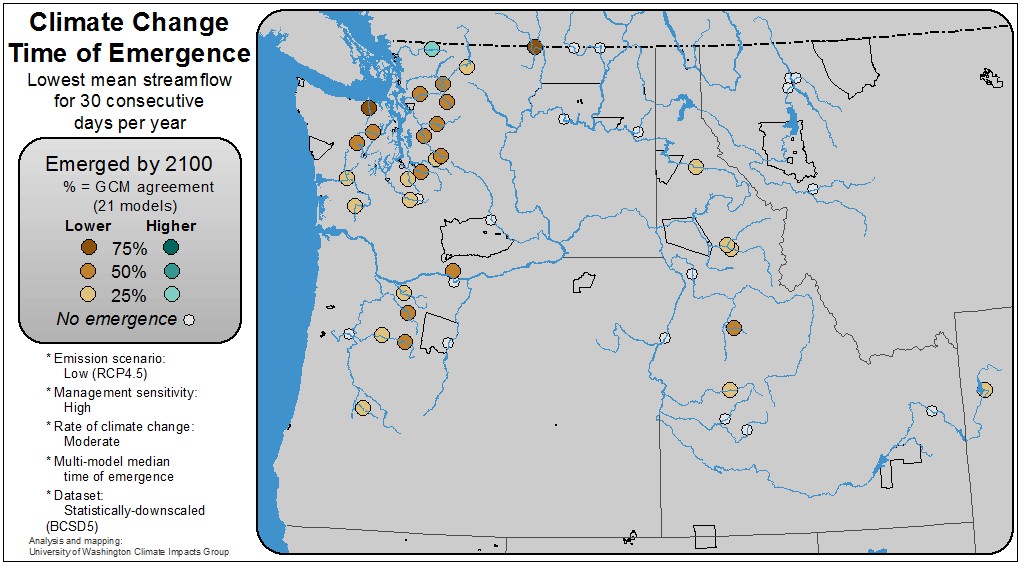 Climate Change
Time of Emergence
Lowest mean streamflow
for 30 consecutive
days per year
Emerged by 2100
% = GCM agreement
(21 models)
Lower Higher
75%
50%
25%
No emergence
* Emission scenario:
Low (RCP4.5)
* Management sensitivity:
High
* Rate of climate change:
Moderate
* Multi-model median
time of emergence
* Dataset:
Statistically-downscaled
(BCSD5)
Analysis and mapping:
University of Washington Climate Impacts Group